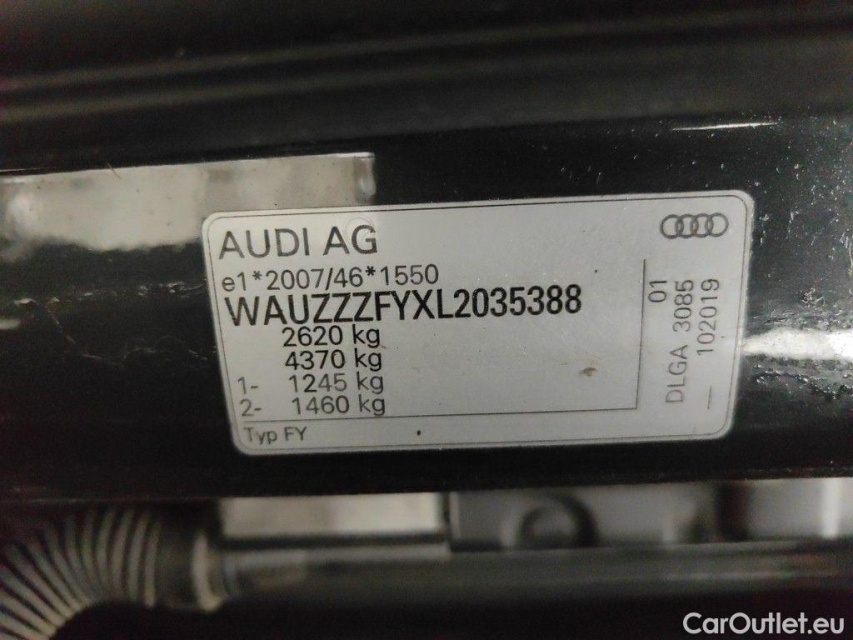 AUDI AG
e1*2007/46*1550
WAUZZZFYXL2035388
2620 kg
4370 kg
1- 1245 kg
2- 1460 kg
Typ FY
01
DLGA 3085
— 102019
CarOutlet.eu